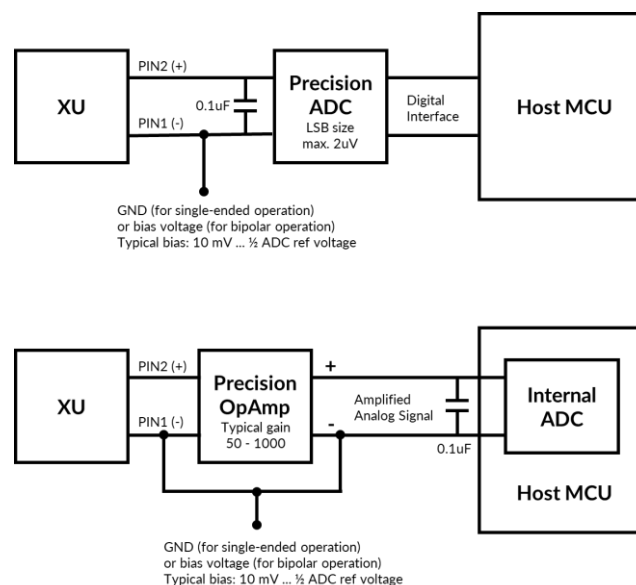 XU
PIN2 (+)
PIN1 (-)
0.1uF
Precision
ADC
LSB size
max. 2uV
Digital
Interface
Host MCU
GND (for single-ended operation)
or bias voltage (for bipolar operation)
Typical bias: 10 mV ... ½ ADC ref voltage
XU
PIN2 (+)
PIN1 (-)
Precision
OpAmp
Typical gain
50 - 1000
+
-
Amplified
Analog Signal
0.1uF
Internal
ADC
Host MCU
GND (for single-ended operation)
or bias voltage (for bipolar operation)
Typical bias: 10 mV ... ½ ADC ref voltage